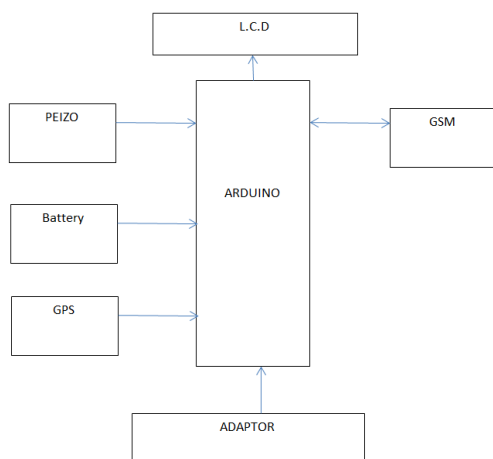 L.C.D
PEIZO
GSM
ARDUINO
Battery
GPS
ADAPTOR